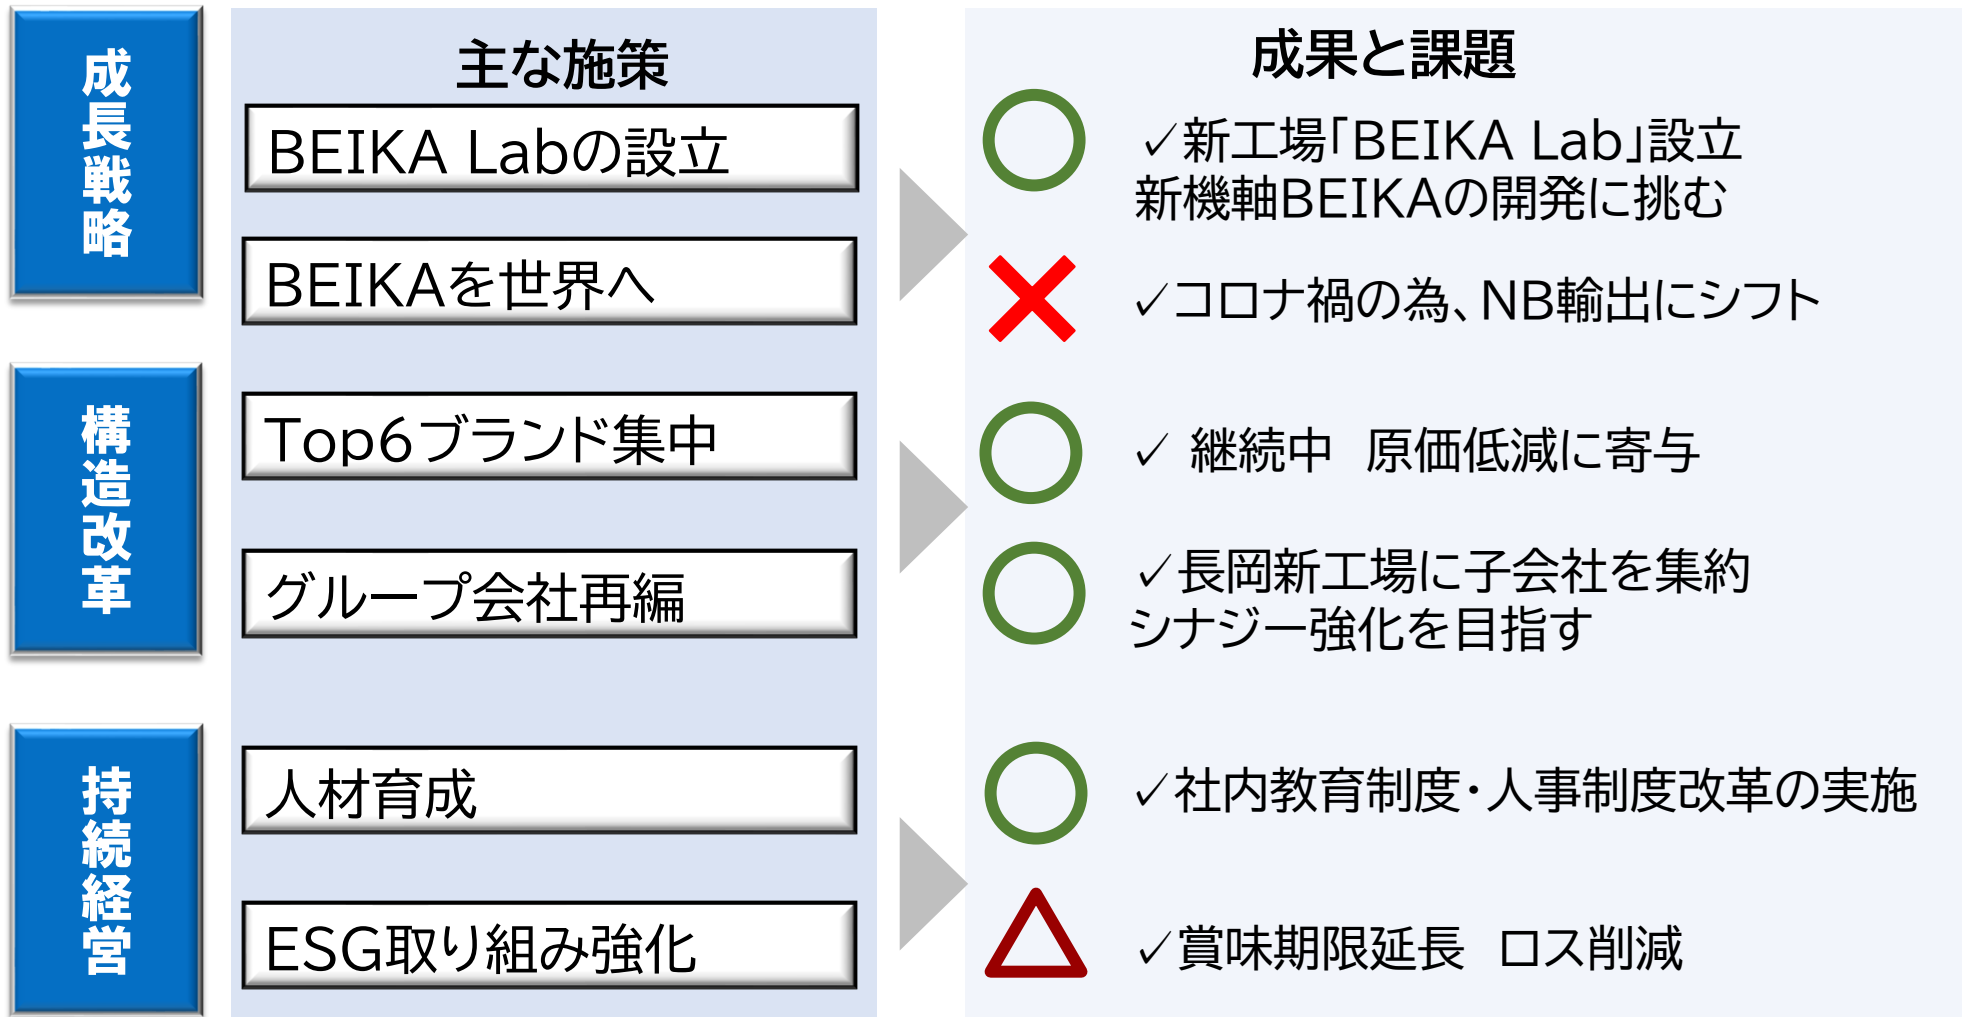 成長戦略
主な施策
BEIKA Labの設立
BEIKAを世界へ
成果と課題
✓新工場「BEIKA Lab」設立
新機軸BEIKAの開発に挑む
✓コロナ禍の為、NB輸出にシフト
構造改革
Top6ブランド集中
グループ会社再編
✓ 継続中　原価低減に寄与
✓長岡新工場に子会社を集約
シナジー強化を目指す
持続経営
人材育成
ESG取り組み強化
✓社内教育制度・人事制度改革の実施
✓賞味期限延長　ロス削減